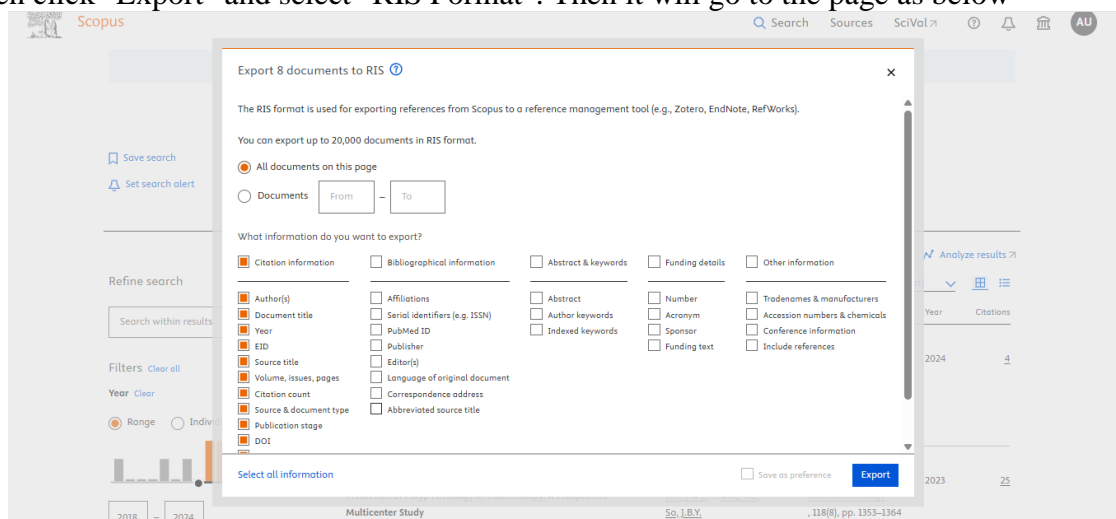 en click "Export" and select "RIS Format". Then it will go to the page as below
Scopus
Search Sources SciVal AU
Export 8 documents to RIS
The RIS format is used for exporting references from Scopus to a reference management tool (e.g., Zotero, EndNote, RefWorks).
You can export up to 20,000 documents in RIS format.
Save search
All documents on this page
Set search alert
Documents From – To
What information do you want to export?
Citation information Bibliographical information Abstract & keywords Funding details Other information
Analyze results
Refine search
Author(s) Affiliations Abstract Number Tradenames & manufacturers
Document title Serial identifiers (e.g. ISSN) Author keywords Acronym Accession numbers & chemicals
Search within results
Year Citations
Year PubMed ID Indexed keywords Sponsor Conference information
EID Publisher Funding text Include references
Source title Editor(s)
2024 4
Filters Clear all
Volume, issues, pages Language of original document
Citation count Correspondence address
Year Clear
Source & document type Abbreviated source title
Range
Publication stage
DOI
Select all information Save as preference Export
2023 25
Multicenter Study So, J.B.Y. , 118(8), pp. 1353–1364
2018 – 2024